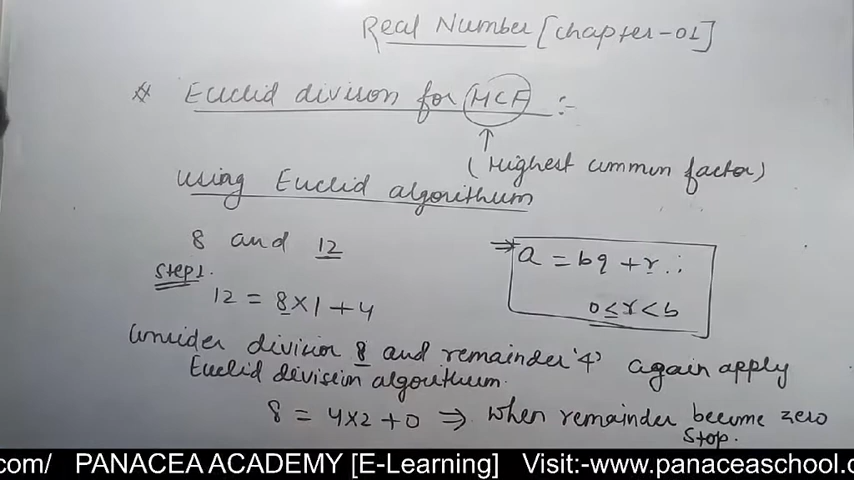 Real Number [chapter-01]
* Euclid divison for HCF :-
(Highest common factor)
using Euclid algorithum
8 and 12
a = bq + r ∴
0 ≤ r < b
Step1.
12 = 8×1 + 4
Consider division 8 and remainder '4' again apply
Euclid division algorithum.
8 = 4×2 + 0 ⇒ when remainder become zero
stop.
com/ PANACEA ACADEMY [E-Learning] Visit:-www.panaceaschool.c